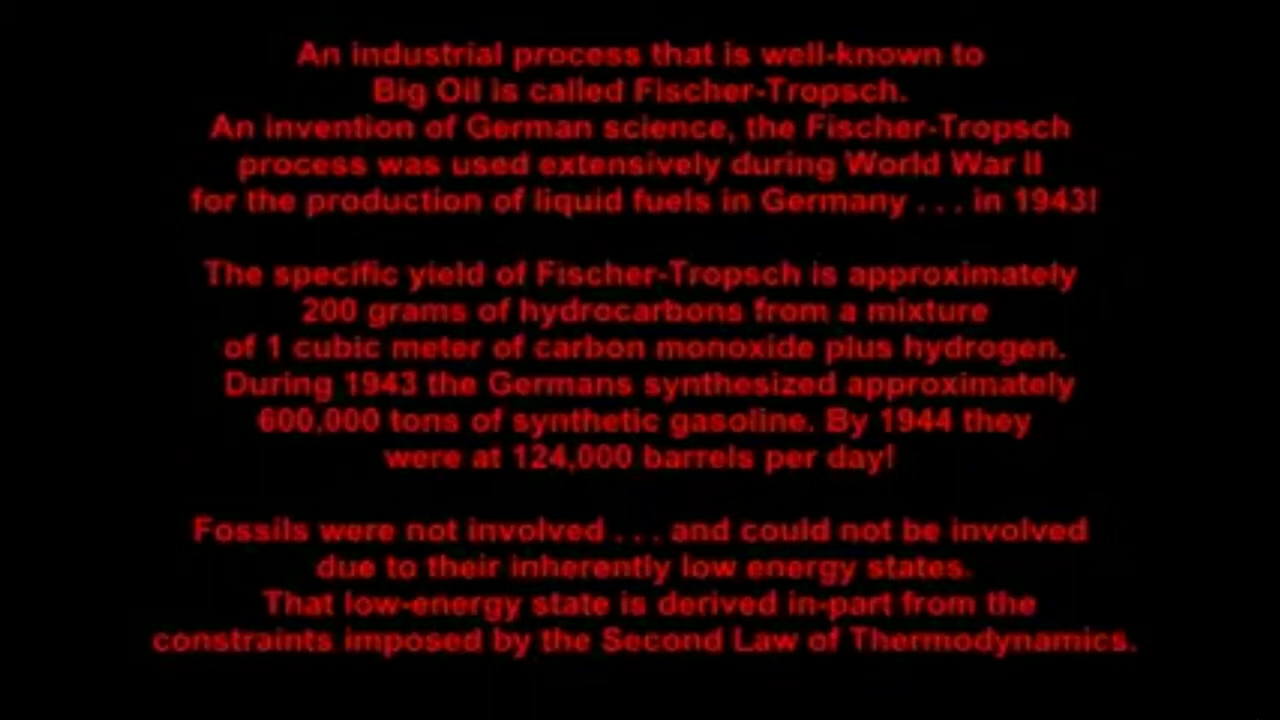 An industrial process that is well-known to
Big Oil is called Fischer-Tropsch.
An invention of German science, the Fischer-Tropsch
process was used extensively during World War II
for the production of liquid fuels in Germany . . . in 1943!
The specific yield of Fischer-Tropsch is approximately
200 grams of hydrocarbons from a mixture
of 1 cubic meter of carbon monoxide plus hydrogen.
During 1943 the Germans synthesized approximately
600,000 tons of synthetic gasoline. By 1944 they
were at 124,000 barrels per day!
Fossils were not involved . . . and could not be involved
due to their inherently low energy states.
That low-energy state is derived in-part from the
constraints imposed by the Second Law of Thermodynamics.